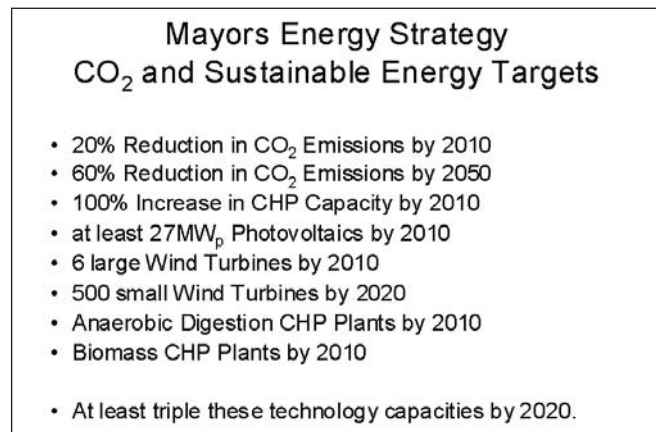 Mayors Energy Strategy
CO₂ and Sustainable Energy Targets
• 20% Reduction in CO₂ Emissions by 2010
• 60% Reduction in CO₂ Emissions by 2050
• 100% Increase in CHP Capacity by 2010
• at least 27MWₚ Photovoltaics by 2010
• 6 large Wind Turbines by 2010
• 500 small Wind Turbines by 2020
• Anaerobic Digestion CHP Plants by 2010
• Biomass CHP Plants by 2010
• At least triple these technology capacities by 2020.